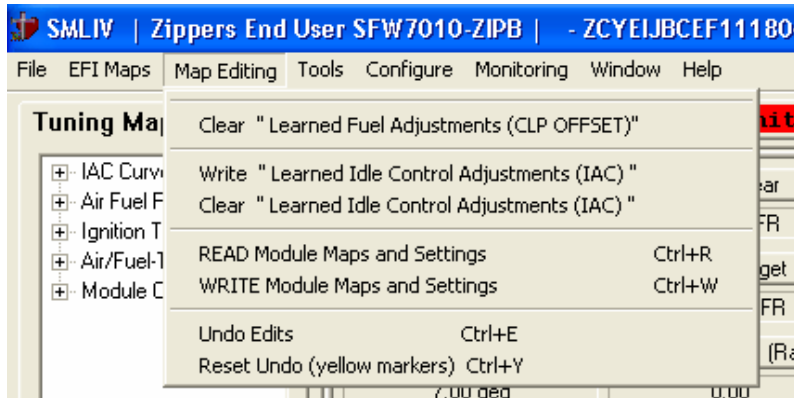 SMLIV | Zippers End User SFW7010-ZIPB | - ZCYEIJBCEF111180
File EFI Maps Map Editing Tools Configure Monitoring Window Help
Tuning Map
Clear " Learned Fuel Adjustments (CLP OFFSET)"
IAC Curv
Write " Learned Idle Control Adjustments (IAC) "
Air Fuel F
Clear " Learned Idle Control Adjustments (IAC) "
FR
Ignition T
READ Module Maps and Settings Ctrl+R
get
Air/Fuel-T
WRITE Module Maps and Settings Ctrl+W
Module C
FR
Undo Edits Ctrl+E
(Ra
Reset Undo (yellow markers) Ctrl+Y
7.00 deg 0.00